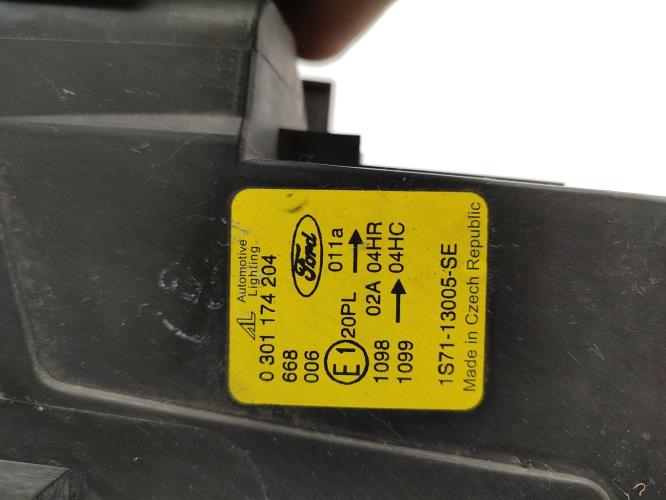 AL Automotive Lighting
0 301 174 204
668
006 Ford
E1 20PL 011a
1098 02A 04HR
1099 04HC
1S71-13005-SE
Made in Czech Republic